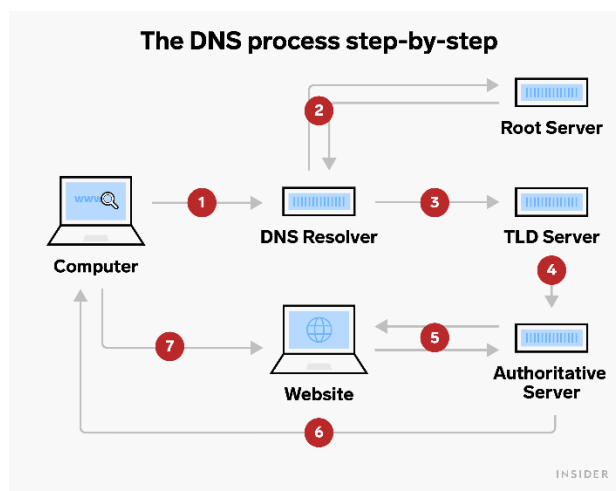 The DNS process step-by-step
2
Root Server
www
1
3
DNS Resolver
TLD Server
Computer
4
7
5
Website
Authoritative
Server
6
INSIDER